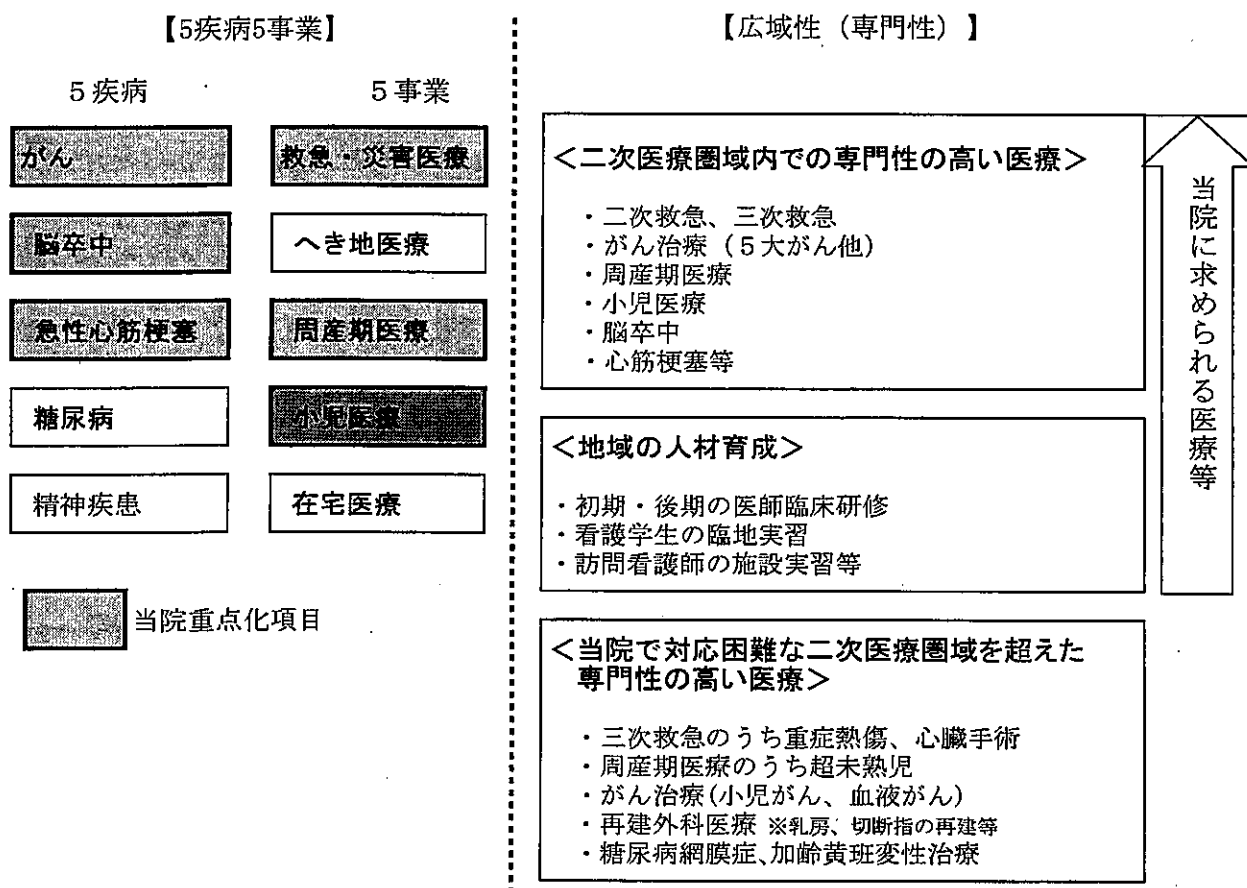 【5疾病5事業】
5疾病
5事業
がん
救急・災害医療
脳卒中
へき地医療
急性心筋梗塞
周産期医療
糖尿病
小児医療
精神疾患
在宅医療
当院重点化項目
【広域性（専門性）】
＜二次医療圏域内での専門性の高い医療＞
・二次救急、三次救急
・がん治療（５大がん他）
・周産期医療
・小児医療
・脳卒中
・心筋梗塞等
＜地域の人材育成＞
・初期・後期の医師臨床研修
・看護学生の臨地実習
・訪問看護師の施設実習等
＜当院で対応困難な二次医療圏域を超えた
専門性の高い医療＞
・三次救急のうち重症熱傷、心臓手術
・周産期医療のうち超未熟児
・がん治療(小児がん、血液がん)
・再建外科医療 ※乳房、切断指の再建等
・糖尿病網膜症、加齢黄班変性治療
当院に求められる医療等